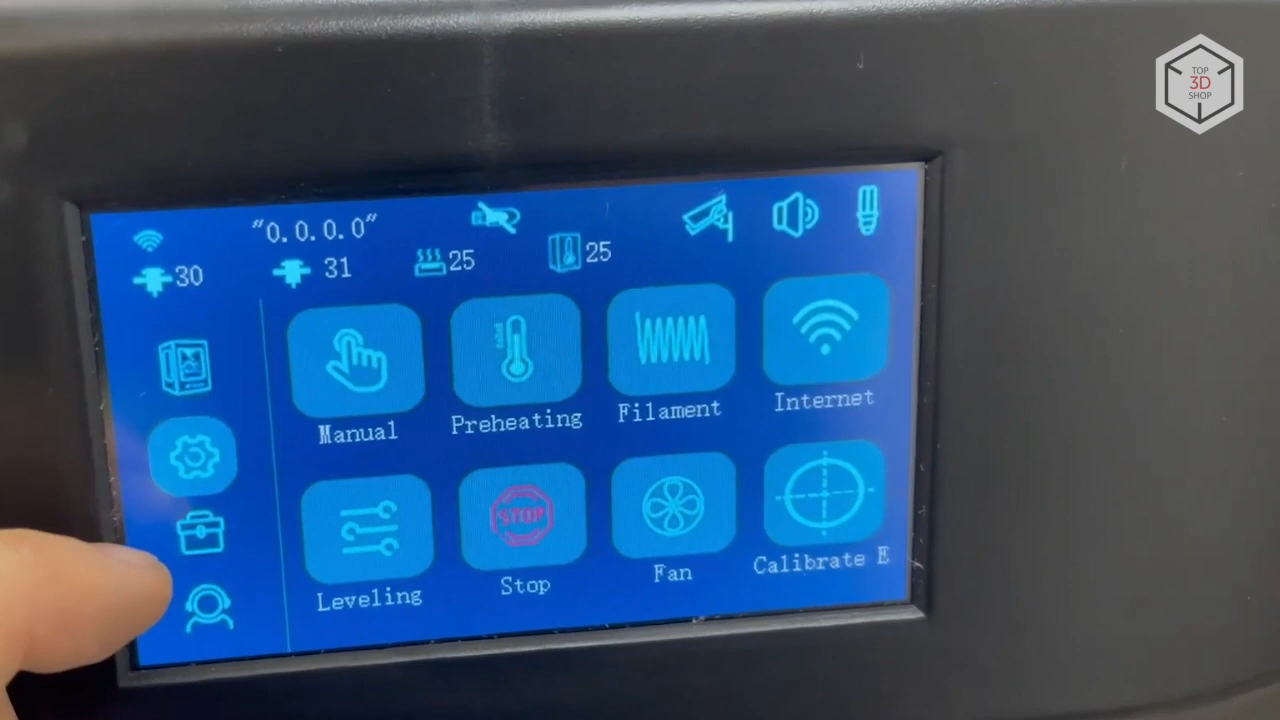 TOP
3D
SHOP
"0.0.0.0"
30 31 25 25
Manual Preheating Filament Internet
STOP
Leveling Stop Fan Calibrate E